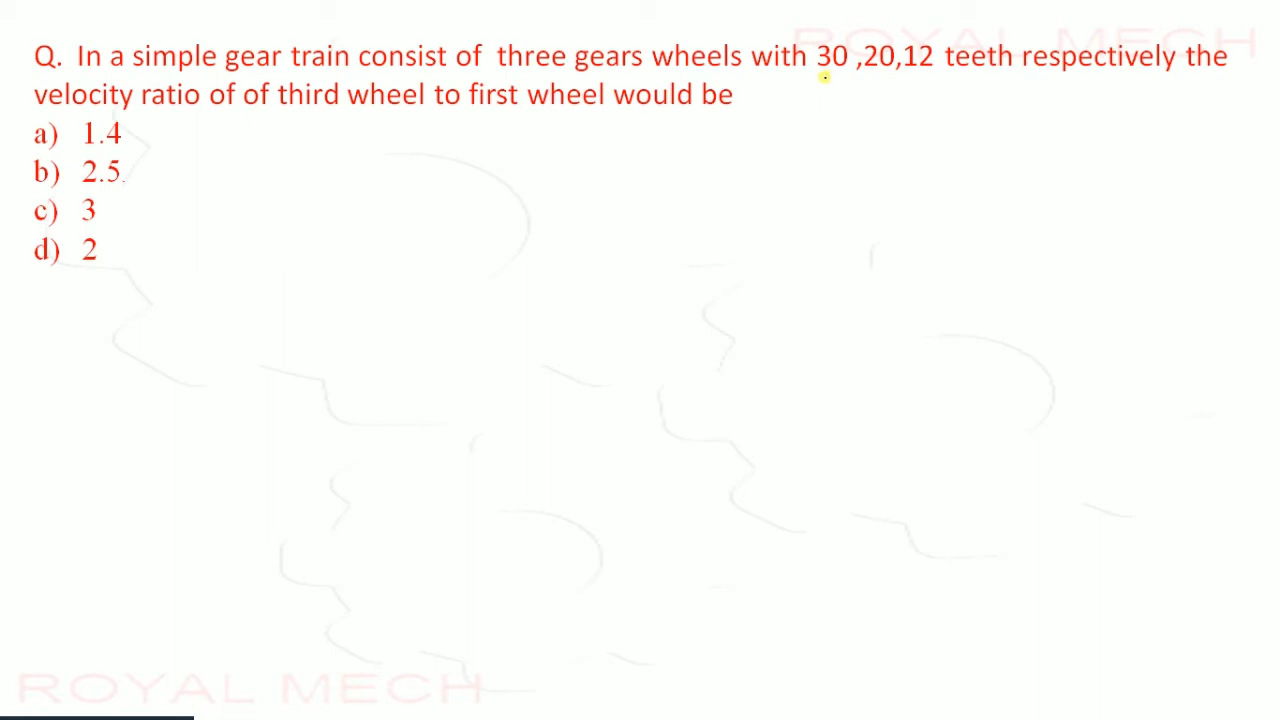 ROYAL MECH
Q. In a simple gear train consist of three gears wheels with 30 ,20,12 teeth respectively the
velocity ratio of of third wheel to first wheel would be
a) 1.4
b) 2.5
c) 3
d) 2
ROYAL MECH